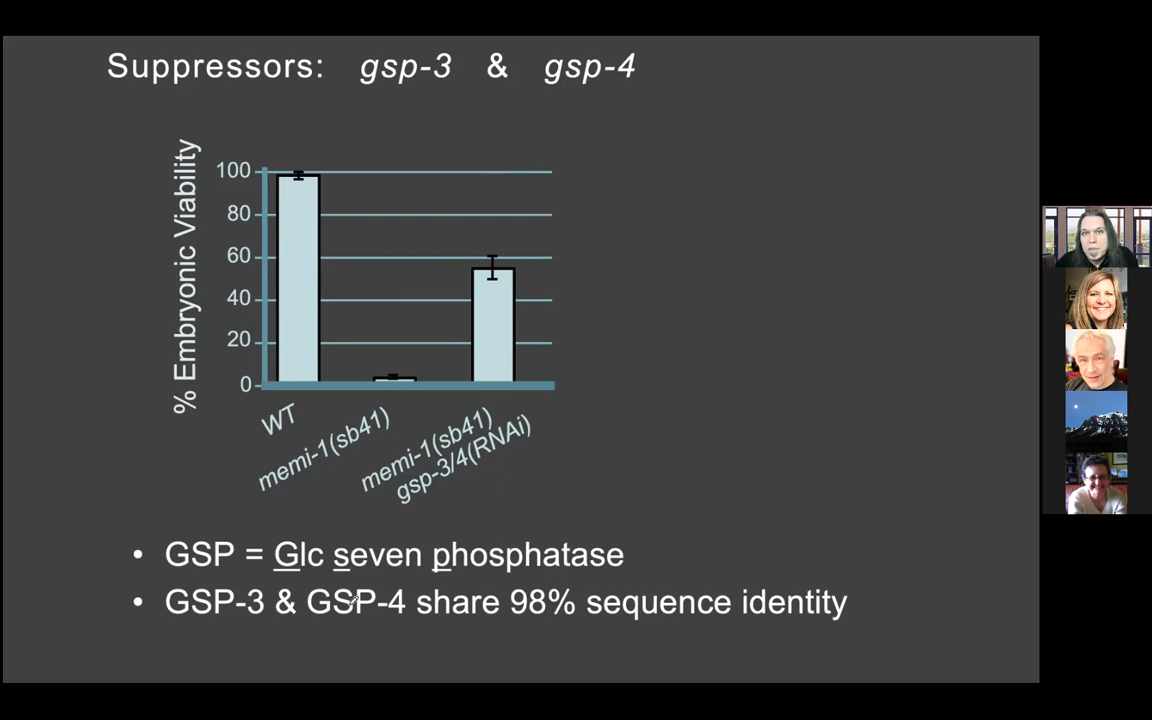 Suppressors: gsp-3 & gsp-4
% Embryonic Viability
100
80
60
40
20
0
WT
memi-1(sb41)
memi-1(sb41)
gsp-3/4(RNAi)
• GSP = Glc seven phosphatase
• GSP-3 & GSP-4 share 98% sequence identity